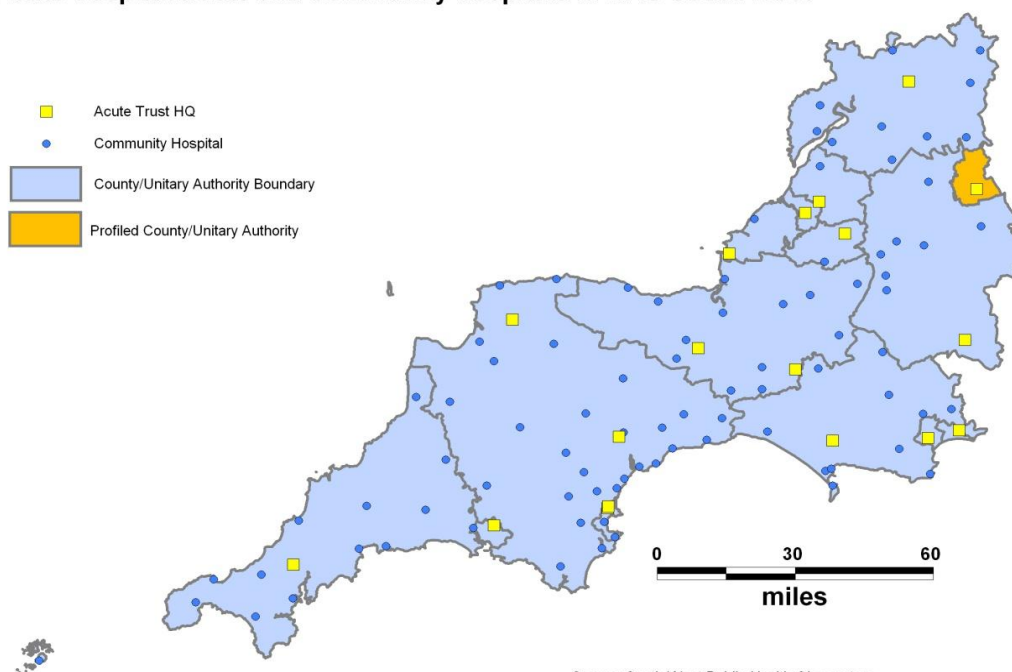 Acute Trust HQ
Community Hospital
County/Unitary Authority Boundary
Profiled County/Unitary Authority
0 30 60
miles